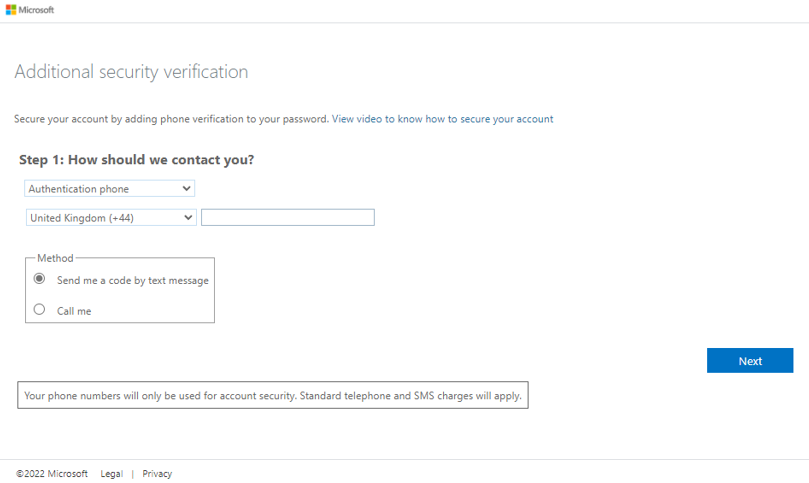 Microsoft
Additional security verification
Secure your account by adding phone verification to your password. View video to know how to secure your account
Step 1: How should we contact you?
Authentication phone
United Kingdom (+44)
Method
Send me a code by text message
Call me
Next
Your phone numbers will only be used for account security. Standard telephone and SMS charges will apply.
©2022 Microsoft Legal | Privacy